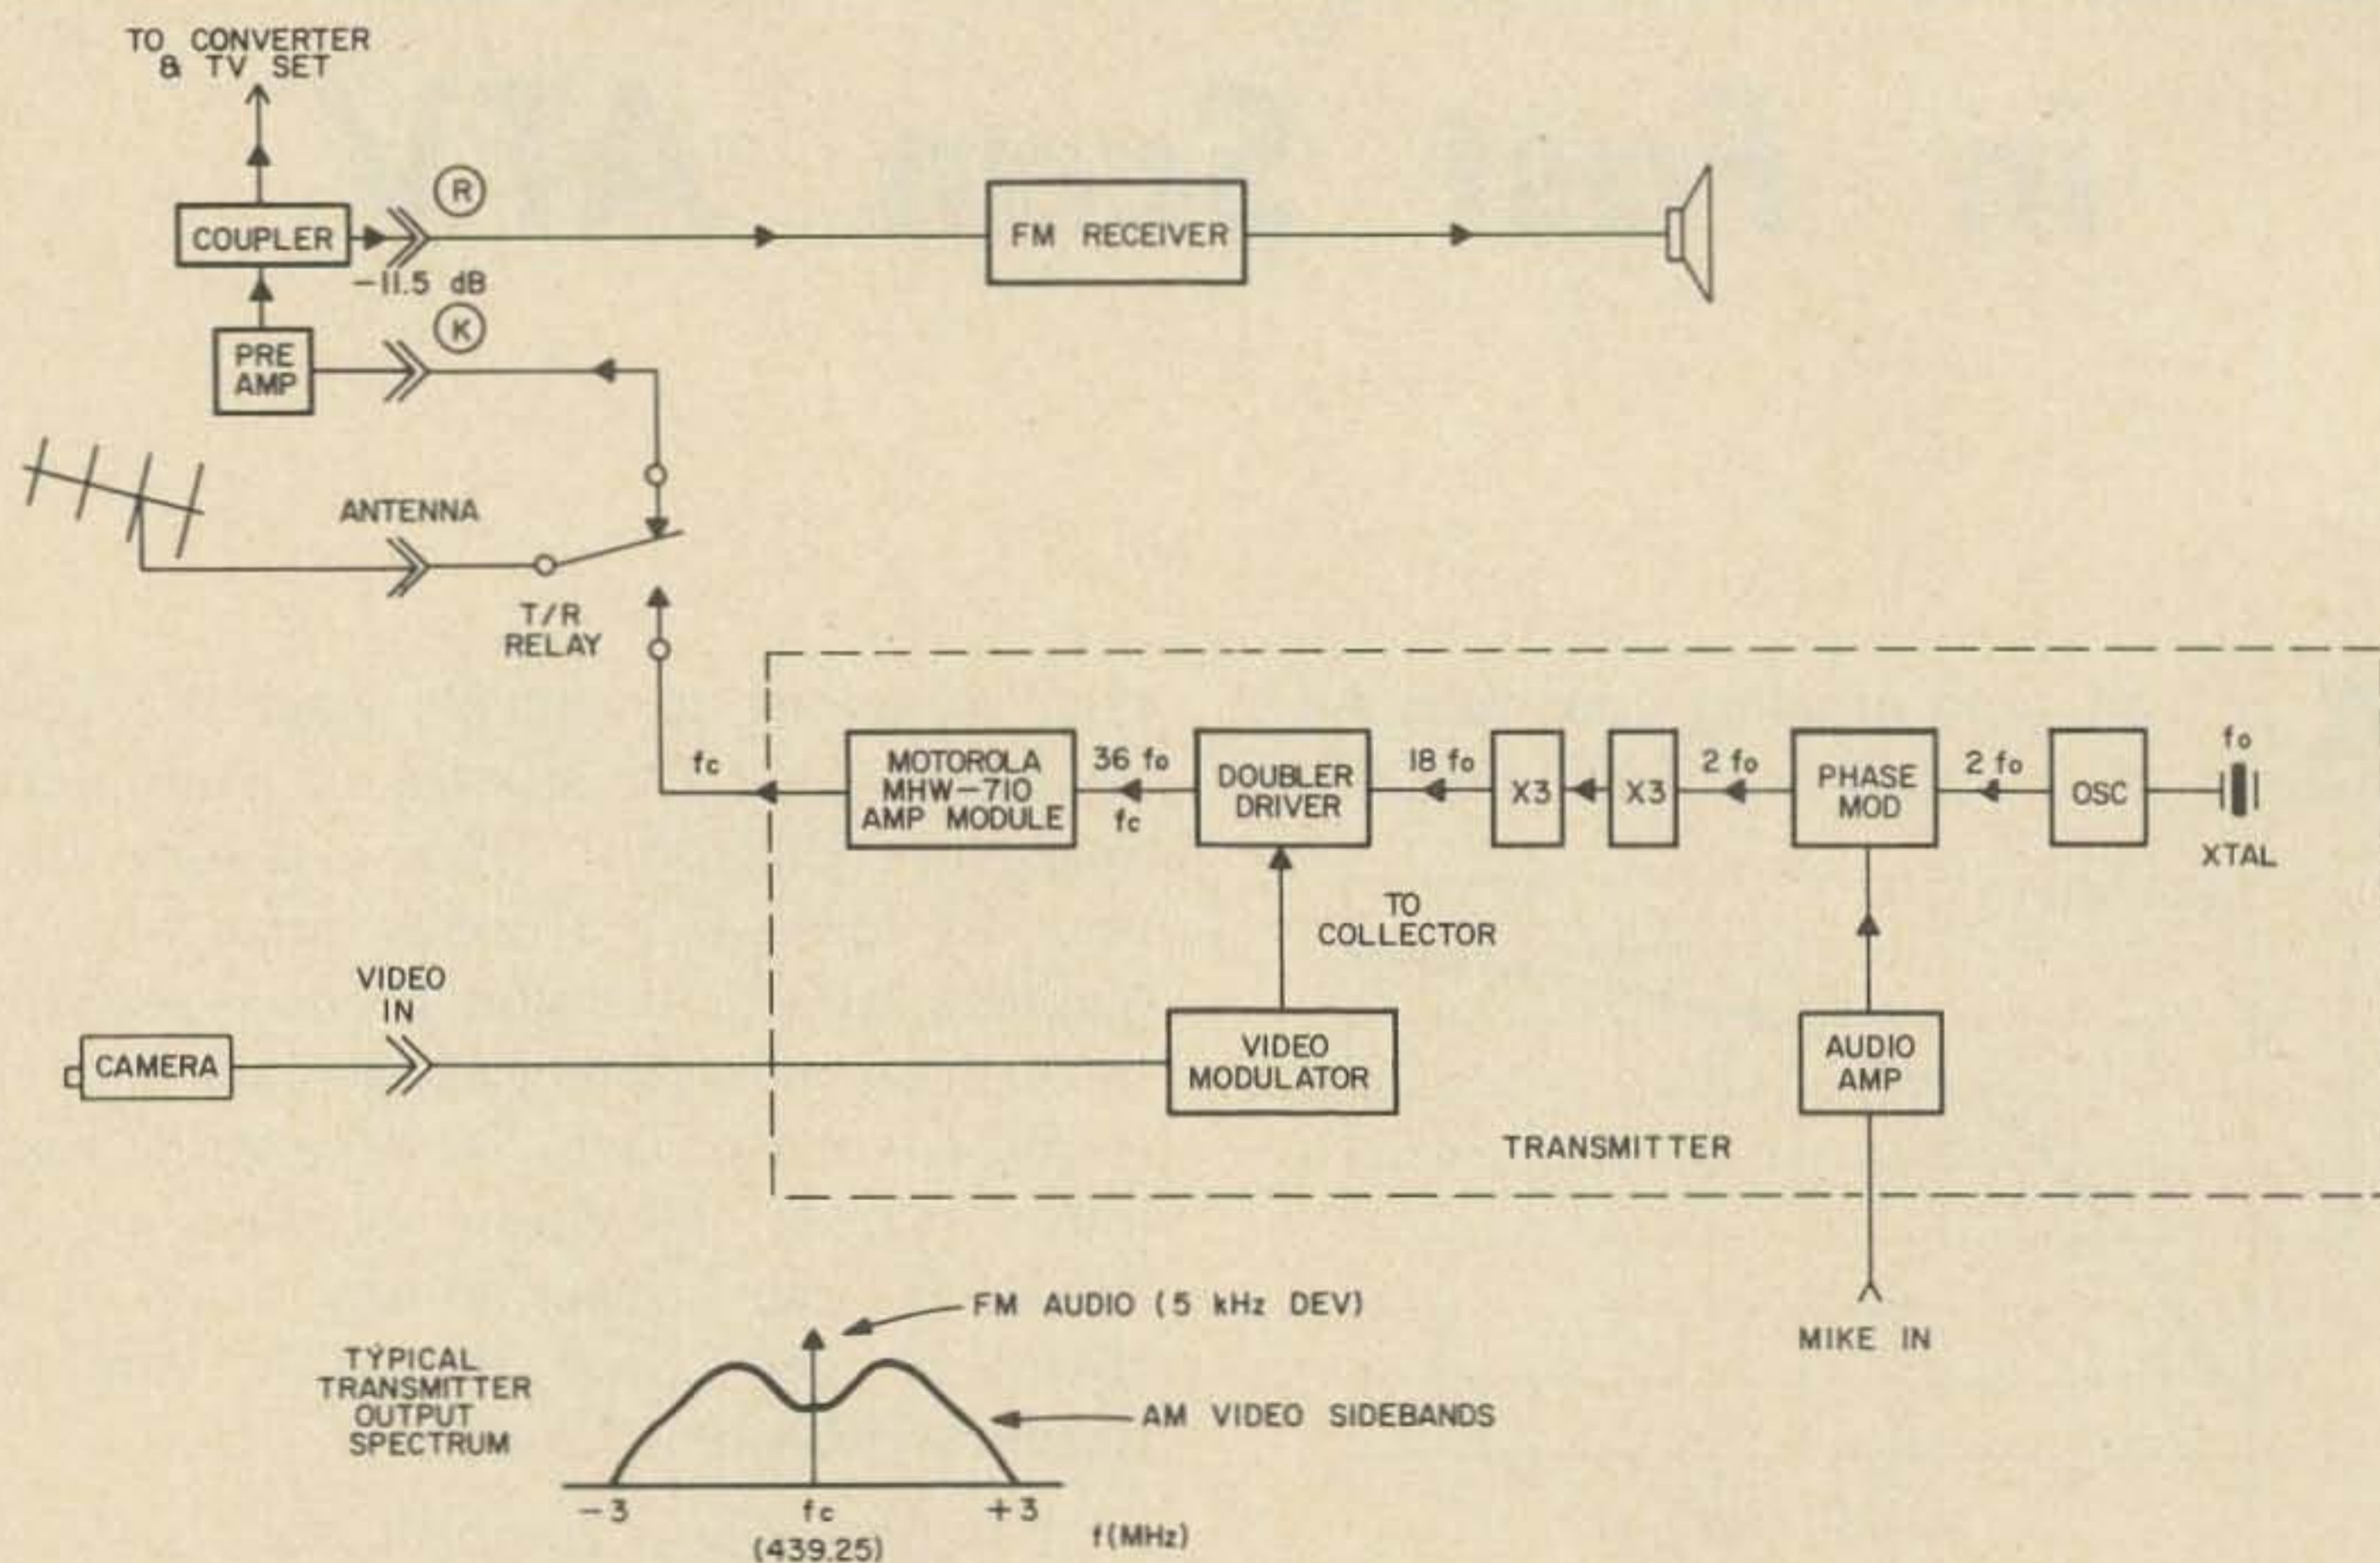 TO CONVERTER
& TV SET
R
COUPLER
FM RECEIVER
-11.5 dB
K
PRE
AMP
ANTENNA
T/R
RELAY
fc
MOTOROLA
MHW-710
AMP MODULE
36 fo
fc
DOUBLER
DRIVER
18 fo
X3
X3
2 fo
PHASE
MOD
2 fo
OSC
fo
XTAL
TO
COLLECTOR
VIDEO
IN
CAMERA
VIDEO
MODULATOR
AUDIO
AMP
TRANSMITTER
MIKE IN
FM AUDIO (5 kHz DEV)
TYPICAL
TRANSMITTER
OUTPUT
SPECTRUM
AM VIDEO SIDEBANDS
-3
fc
+3
(439.25)
f(MHz)